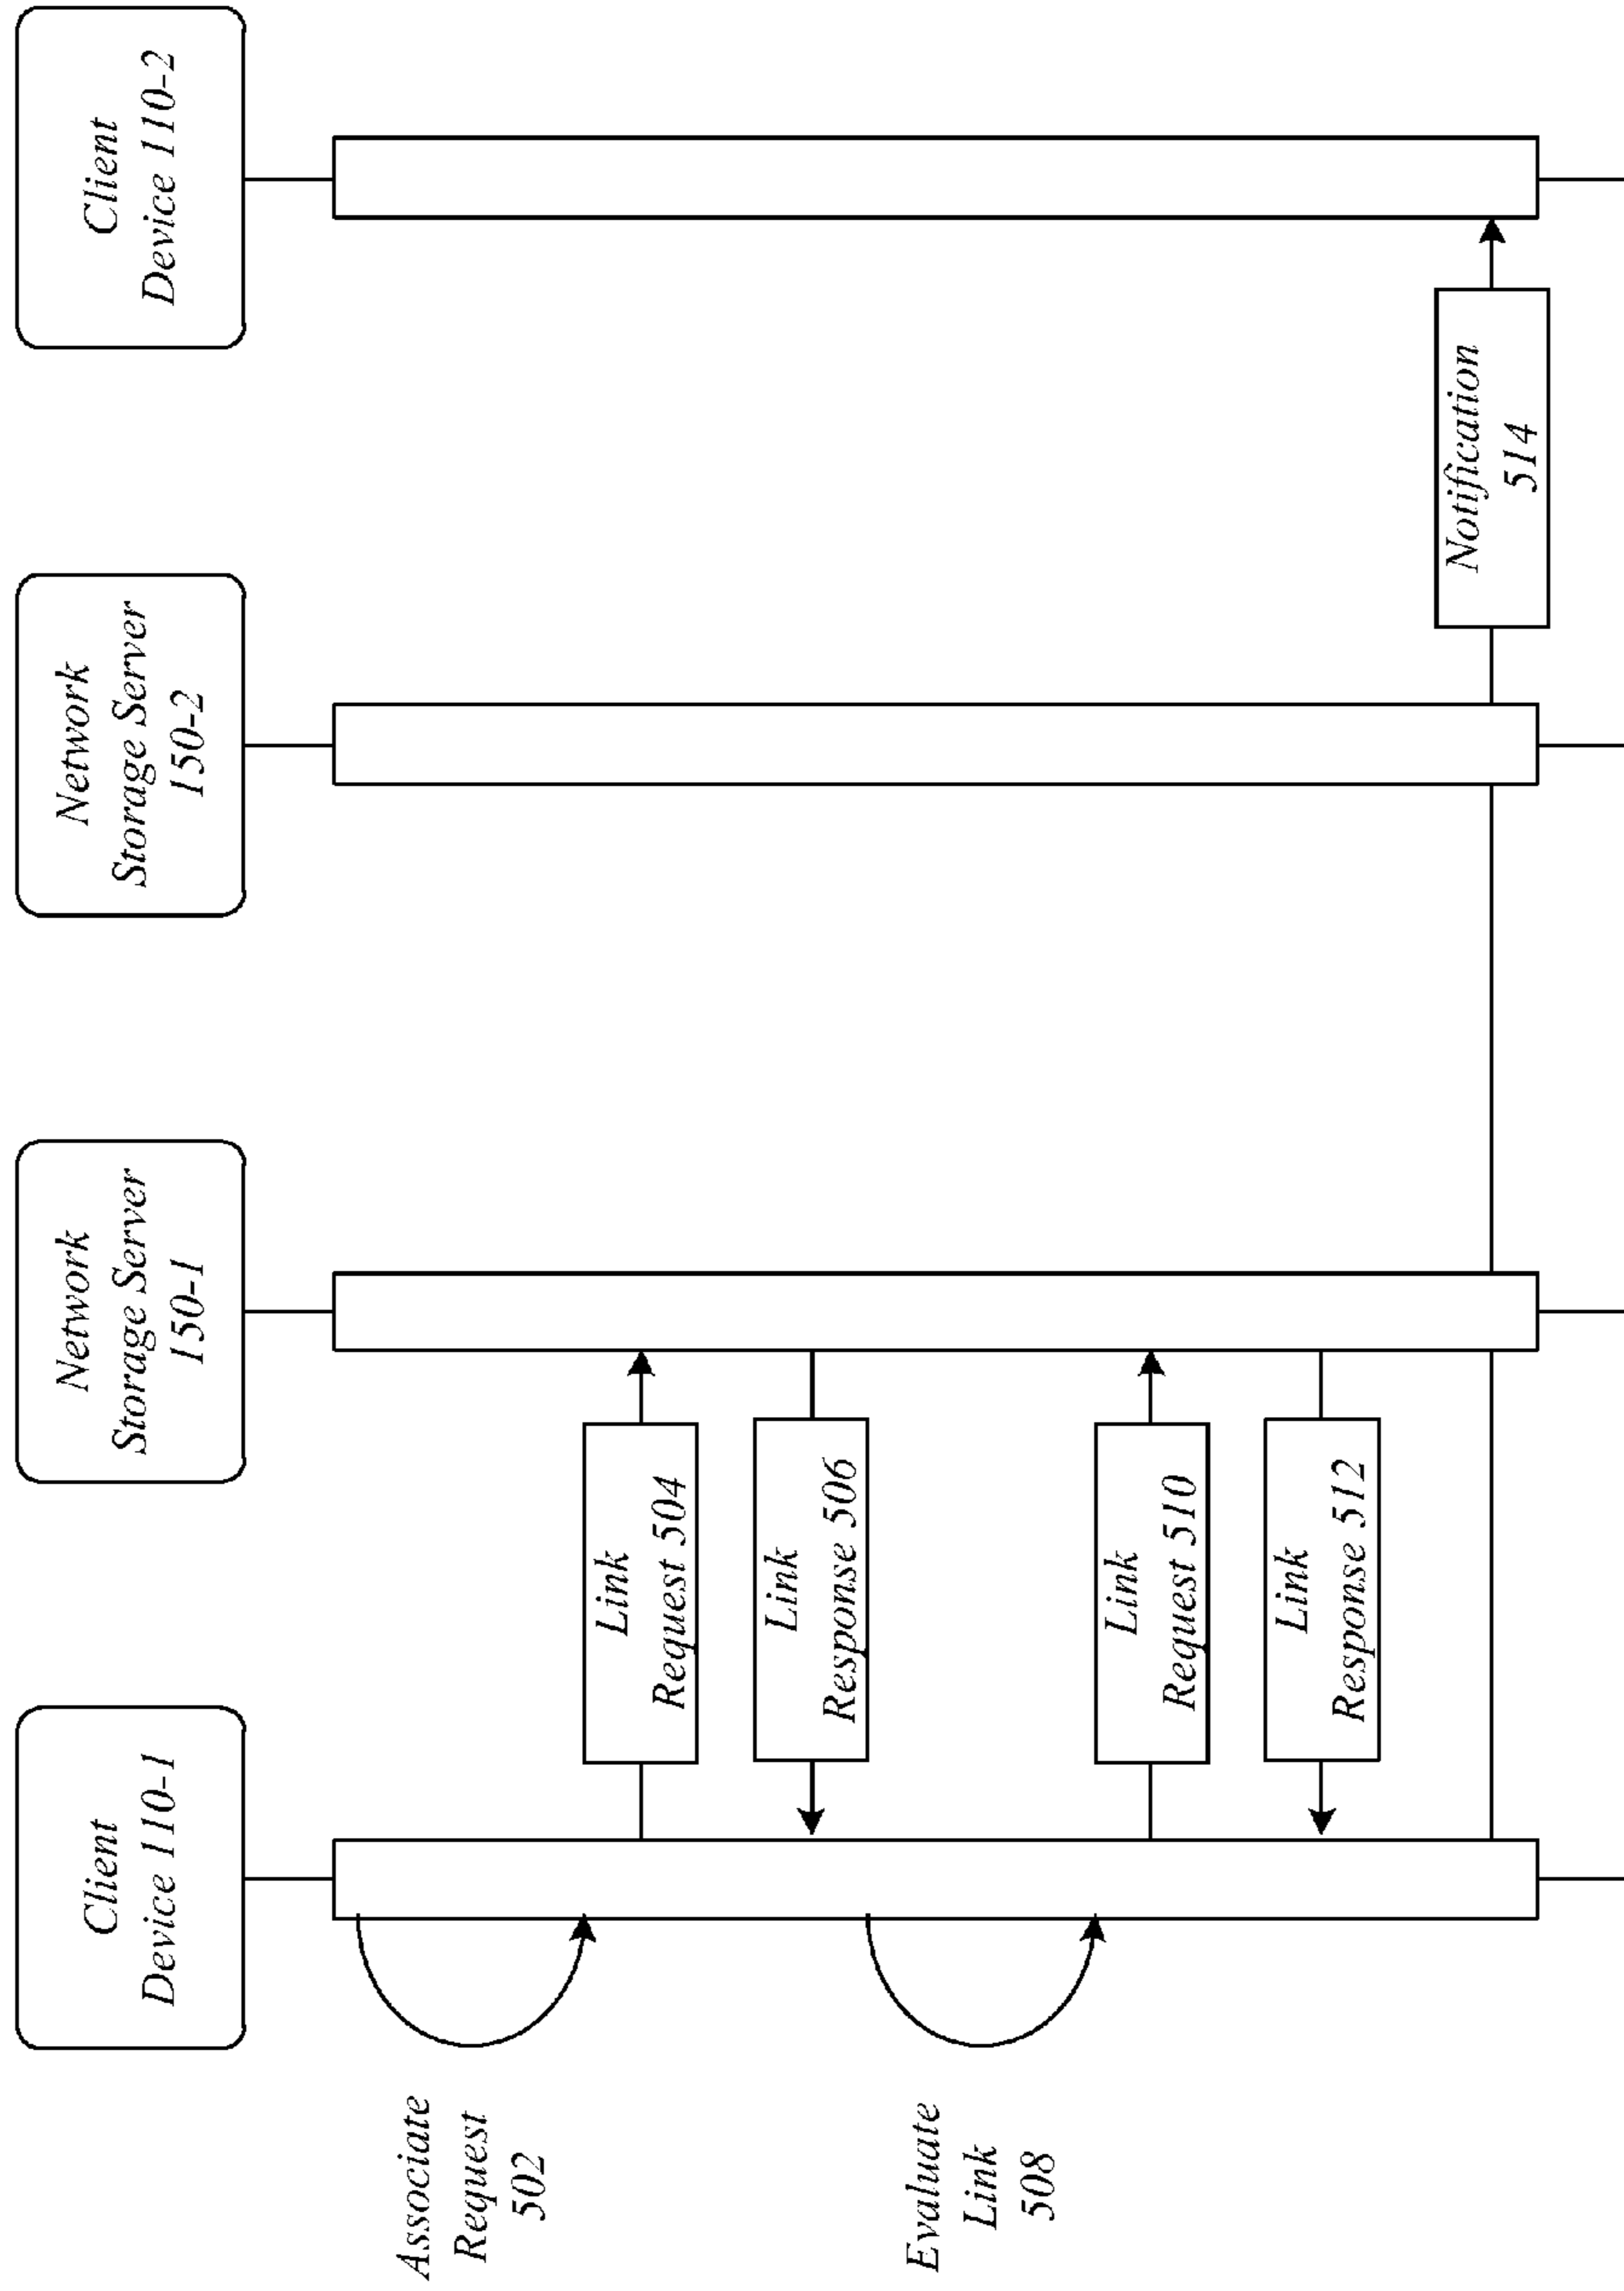 Client
Device 110-1
Network
Storage Server
150-1
Network
Storage Server
150-2
Client
Device 110-2
Associate
Request
502
Link
Request 504
Link
Response 506
Evaluate
Link
508
Link
Request 510
Link
Response 512
Notification
514